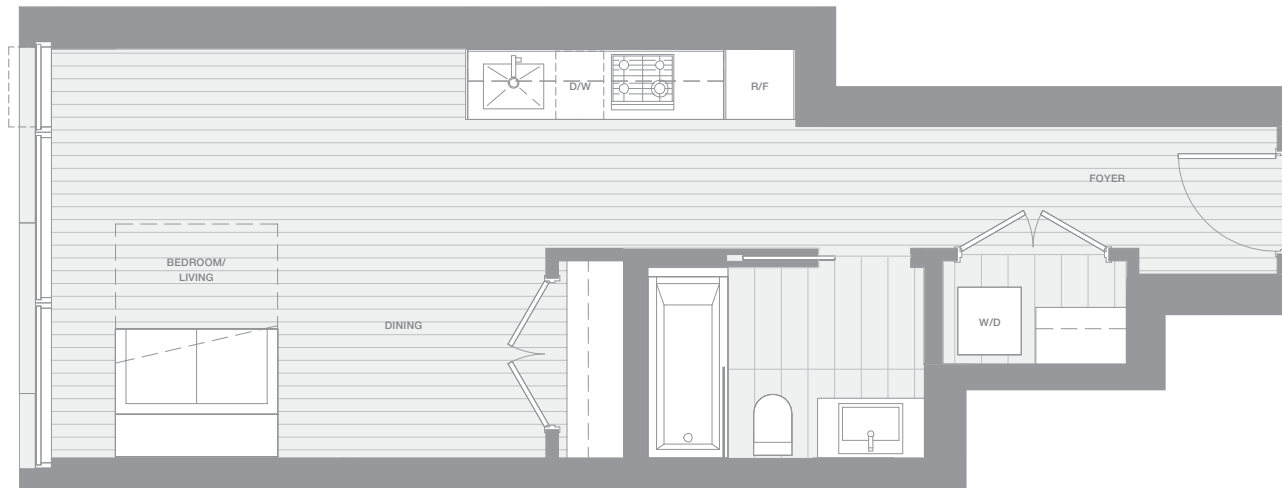 D/W
R/F
FOYER
BEDROOM/
LIVING
DINING
W/D